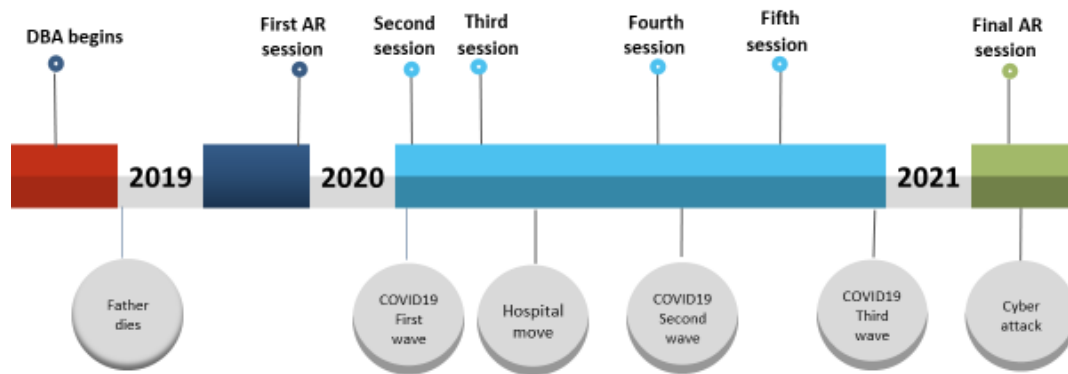 DBA begins
First AR
session
Second
session
Third
session
Fourth
session
Fifth
session
Final AR
session
2019
2020
2021
Father
dies
COVID19
First
wave
Hospital
move
COVID19
Second
wave
COVID19
Third
wave
Cyber
attack